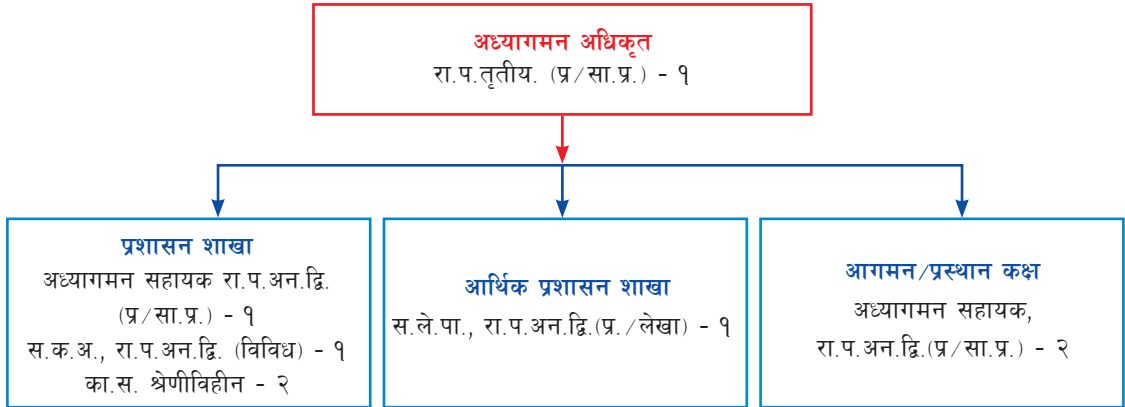 अध्यागमन अधिकृत
रा.प.तृतीय. (प्र/सा.प्र.) - १
प्रशासन शाखा
अध्यागमन सहायक रा.प.अन.द्वि.
(प्र/सा.प्र.) - १
स.क.अ., रा.प.अन.द्वि. (विविध) - १
का.स. श्रेणीविहीन - २
आर्थिक प्रशासन शाखा
स.ले.पा., रा.प.अन.द्वि.(प्र./लेखा) - १
आगमन/प्रस्थान कक्ष
अध्यागमन सहायक,
रा.प.अन.द्वि.(प्र/सा.प्र.) - २